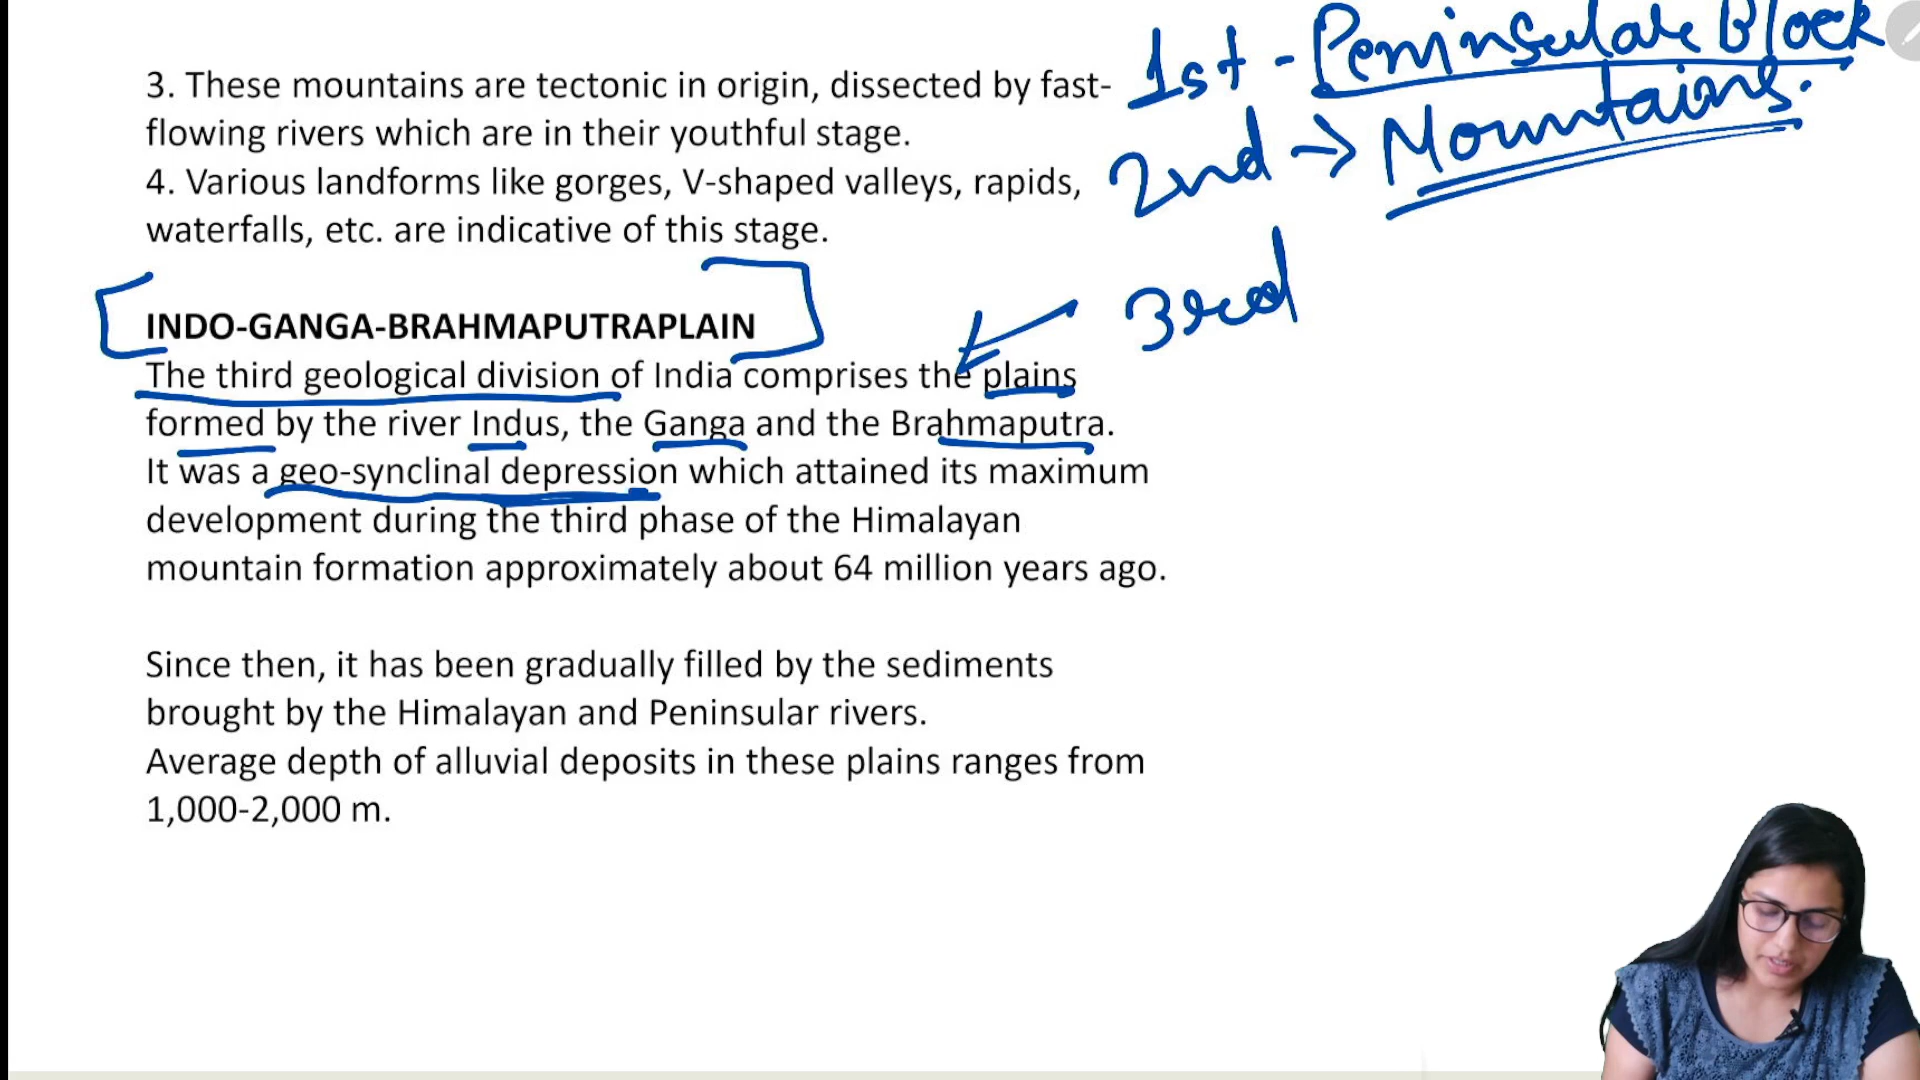 1st - Peninsular Block
3. These mountains are tectonic in origin, dissected by fast-
flowing rivers which are in their youthful stage.
2nd → Mountains.
4. Various landforms like gorges, V-shaped valleys, rapids,
waterfalls, etc. are indicative of this stage.
3rd
INDO-GANGA-BRAHMAPUTRAPLAIN
The third geological division of India comprises the plains
formed by the river Indus, the Ganga and the Brahmaputra.
It was a geo-synclinal depression which attained its maximum
development during the third phase of the Himalayan
mountain formation approximately about 64 million years ago.
Since then, it has been gradually filled by the sediments
brought by the Himalayan and Peninsular rivers.
Average depth of alluvial deposits in these plains ranges from
1,000-2,000 m.